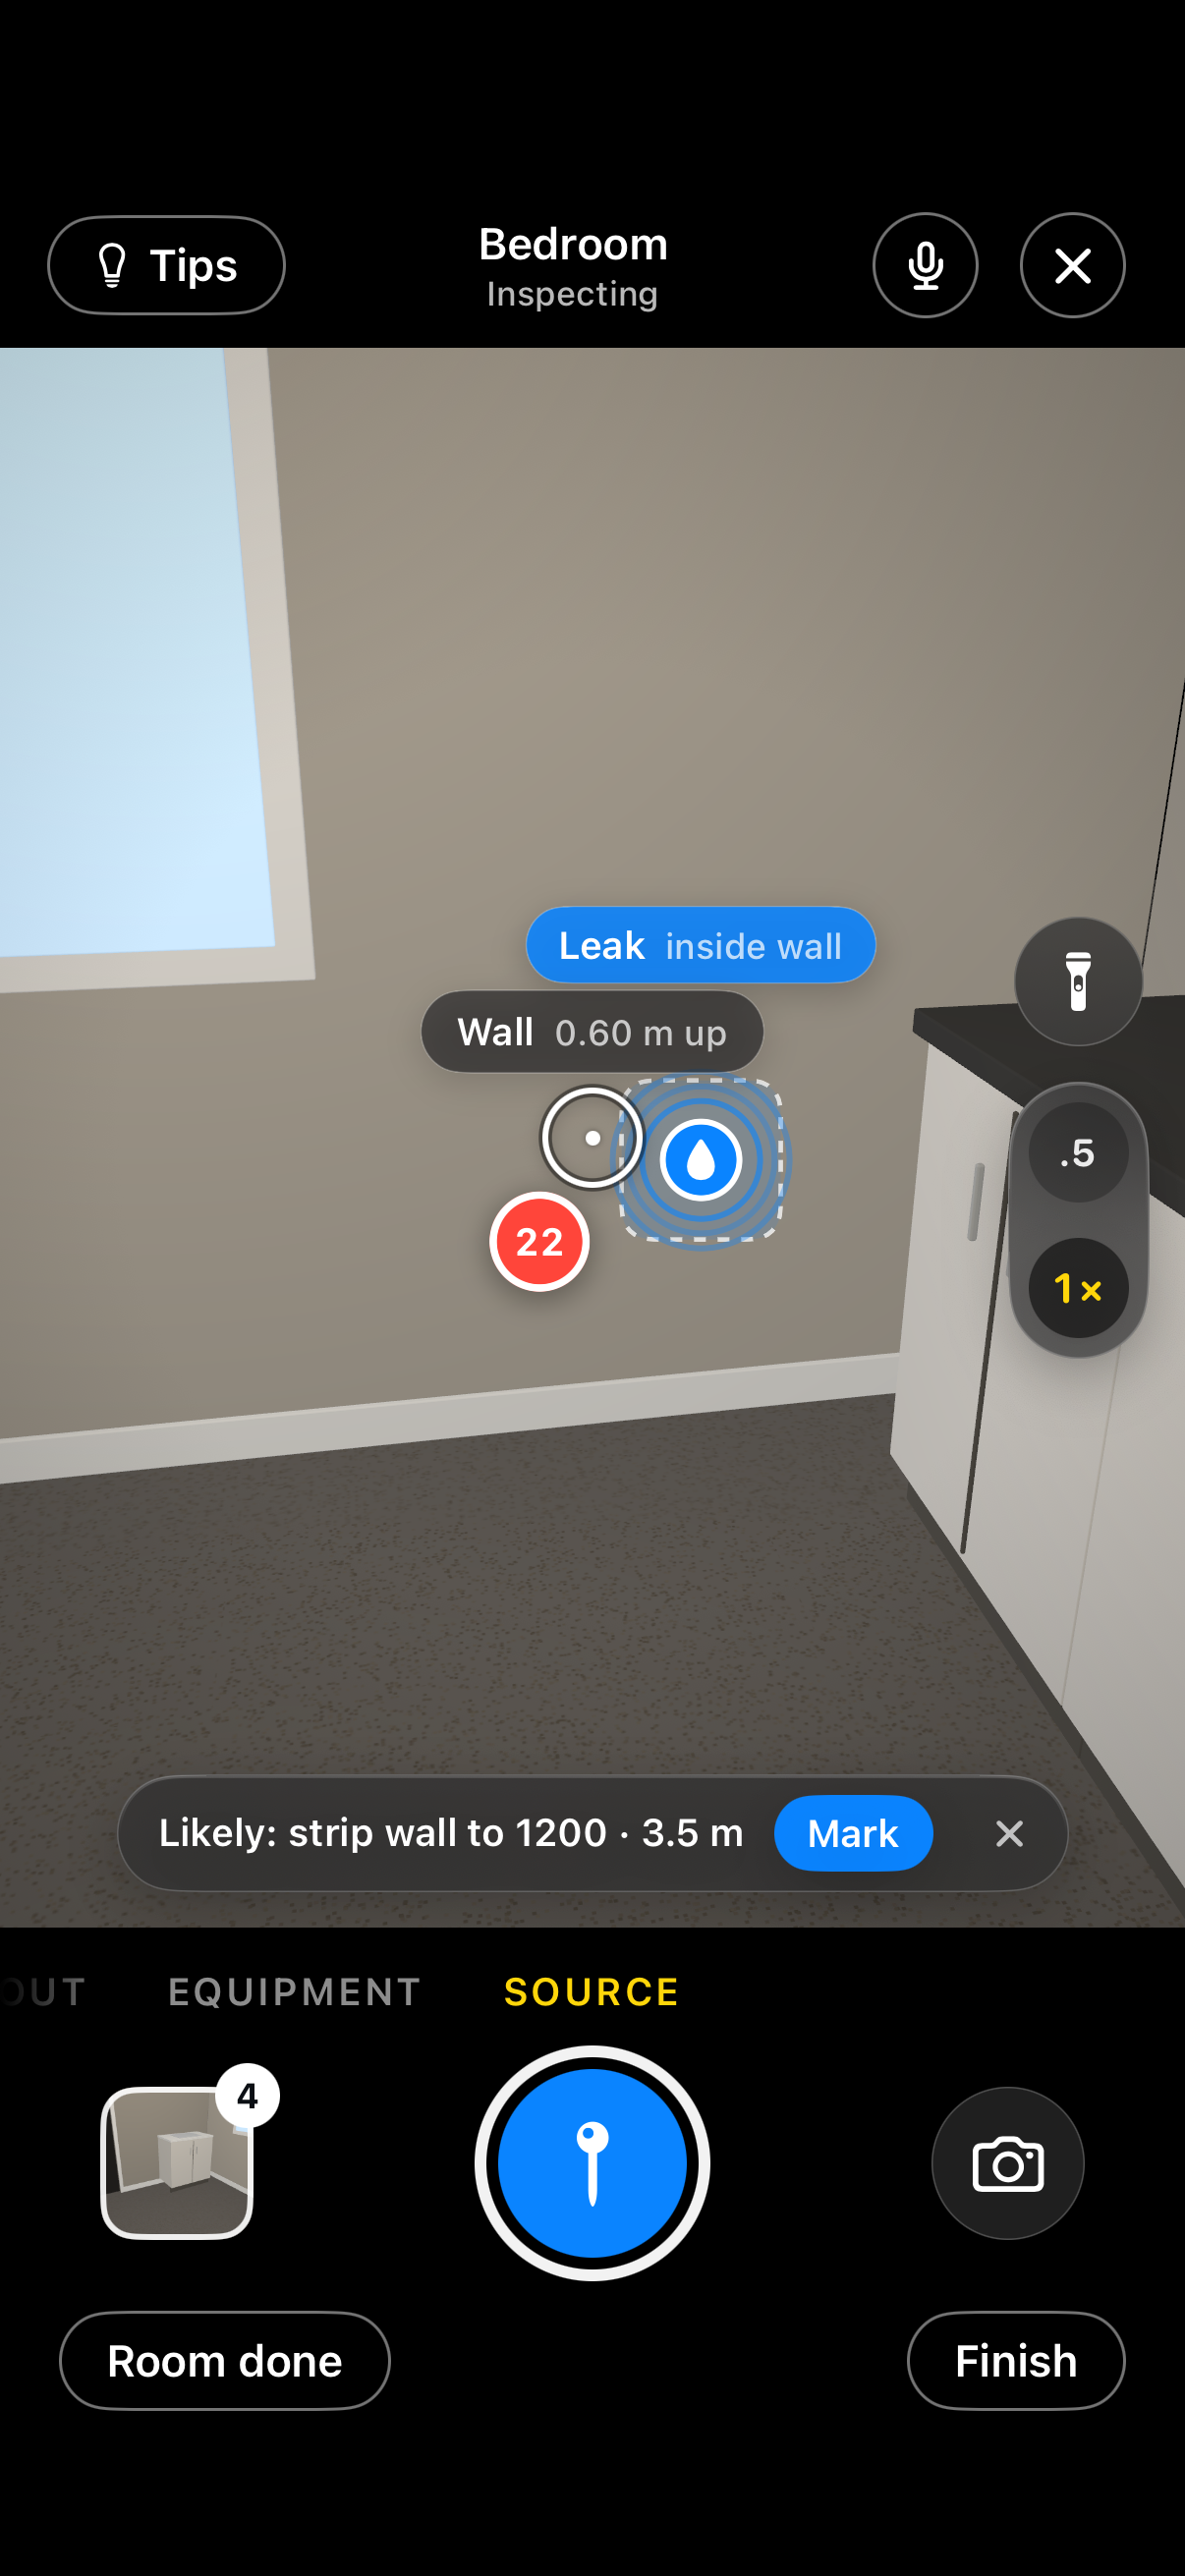 Tips
Bedroom
Inspecting
Leak inside wall
Wall 0.60 m up
22
.5
1×
Likely: strip wall to 1200 · 3.5 m
Mark
OUT
EQUIPMENT
SOURCE
4
Room done
Finish